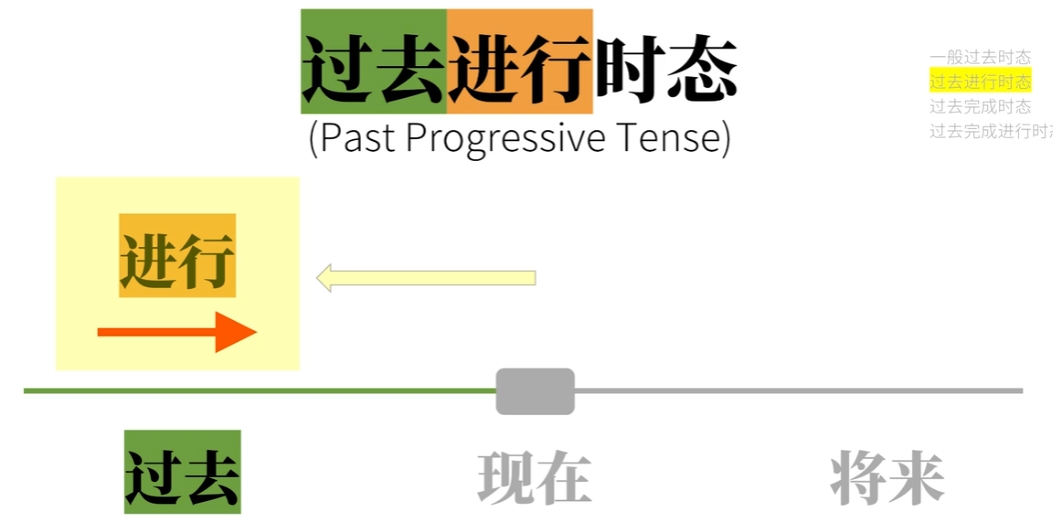 过去进行时态
(Past Progressive Tense)
一般过去时态
过去进行时态
过去完成时态
过去完成进行时态
进行
过去
现在
将来